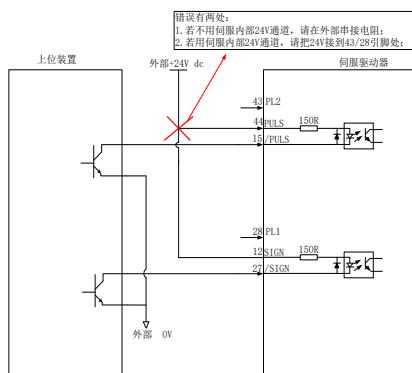 错误有两处:
1. 若不用伺服内部24V通道, 请在外部串接电阻;
2. 若用伺服内部24V通道, 请把24V接到43/28引脚处;
上位装置
外部+24V dc
伺服驱动器
43 PL2
44 PULS
150R
15 /PULS
28 PL1
12 SIGN
150R
27 /SIGN
外部 0V